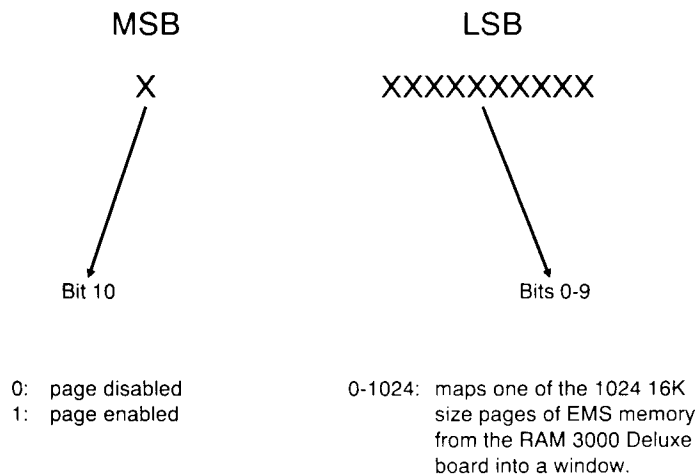 MSB LSB
X XXXXXXXXXX
Bit 10 Bits 0-9
0: page disabled
1: page enabled
0-1024: maps one of the 1024 16K
size pages of EMS memory
from the RAM 3000 Deluxe
board into a window.